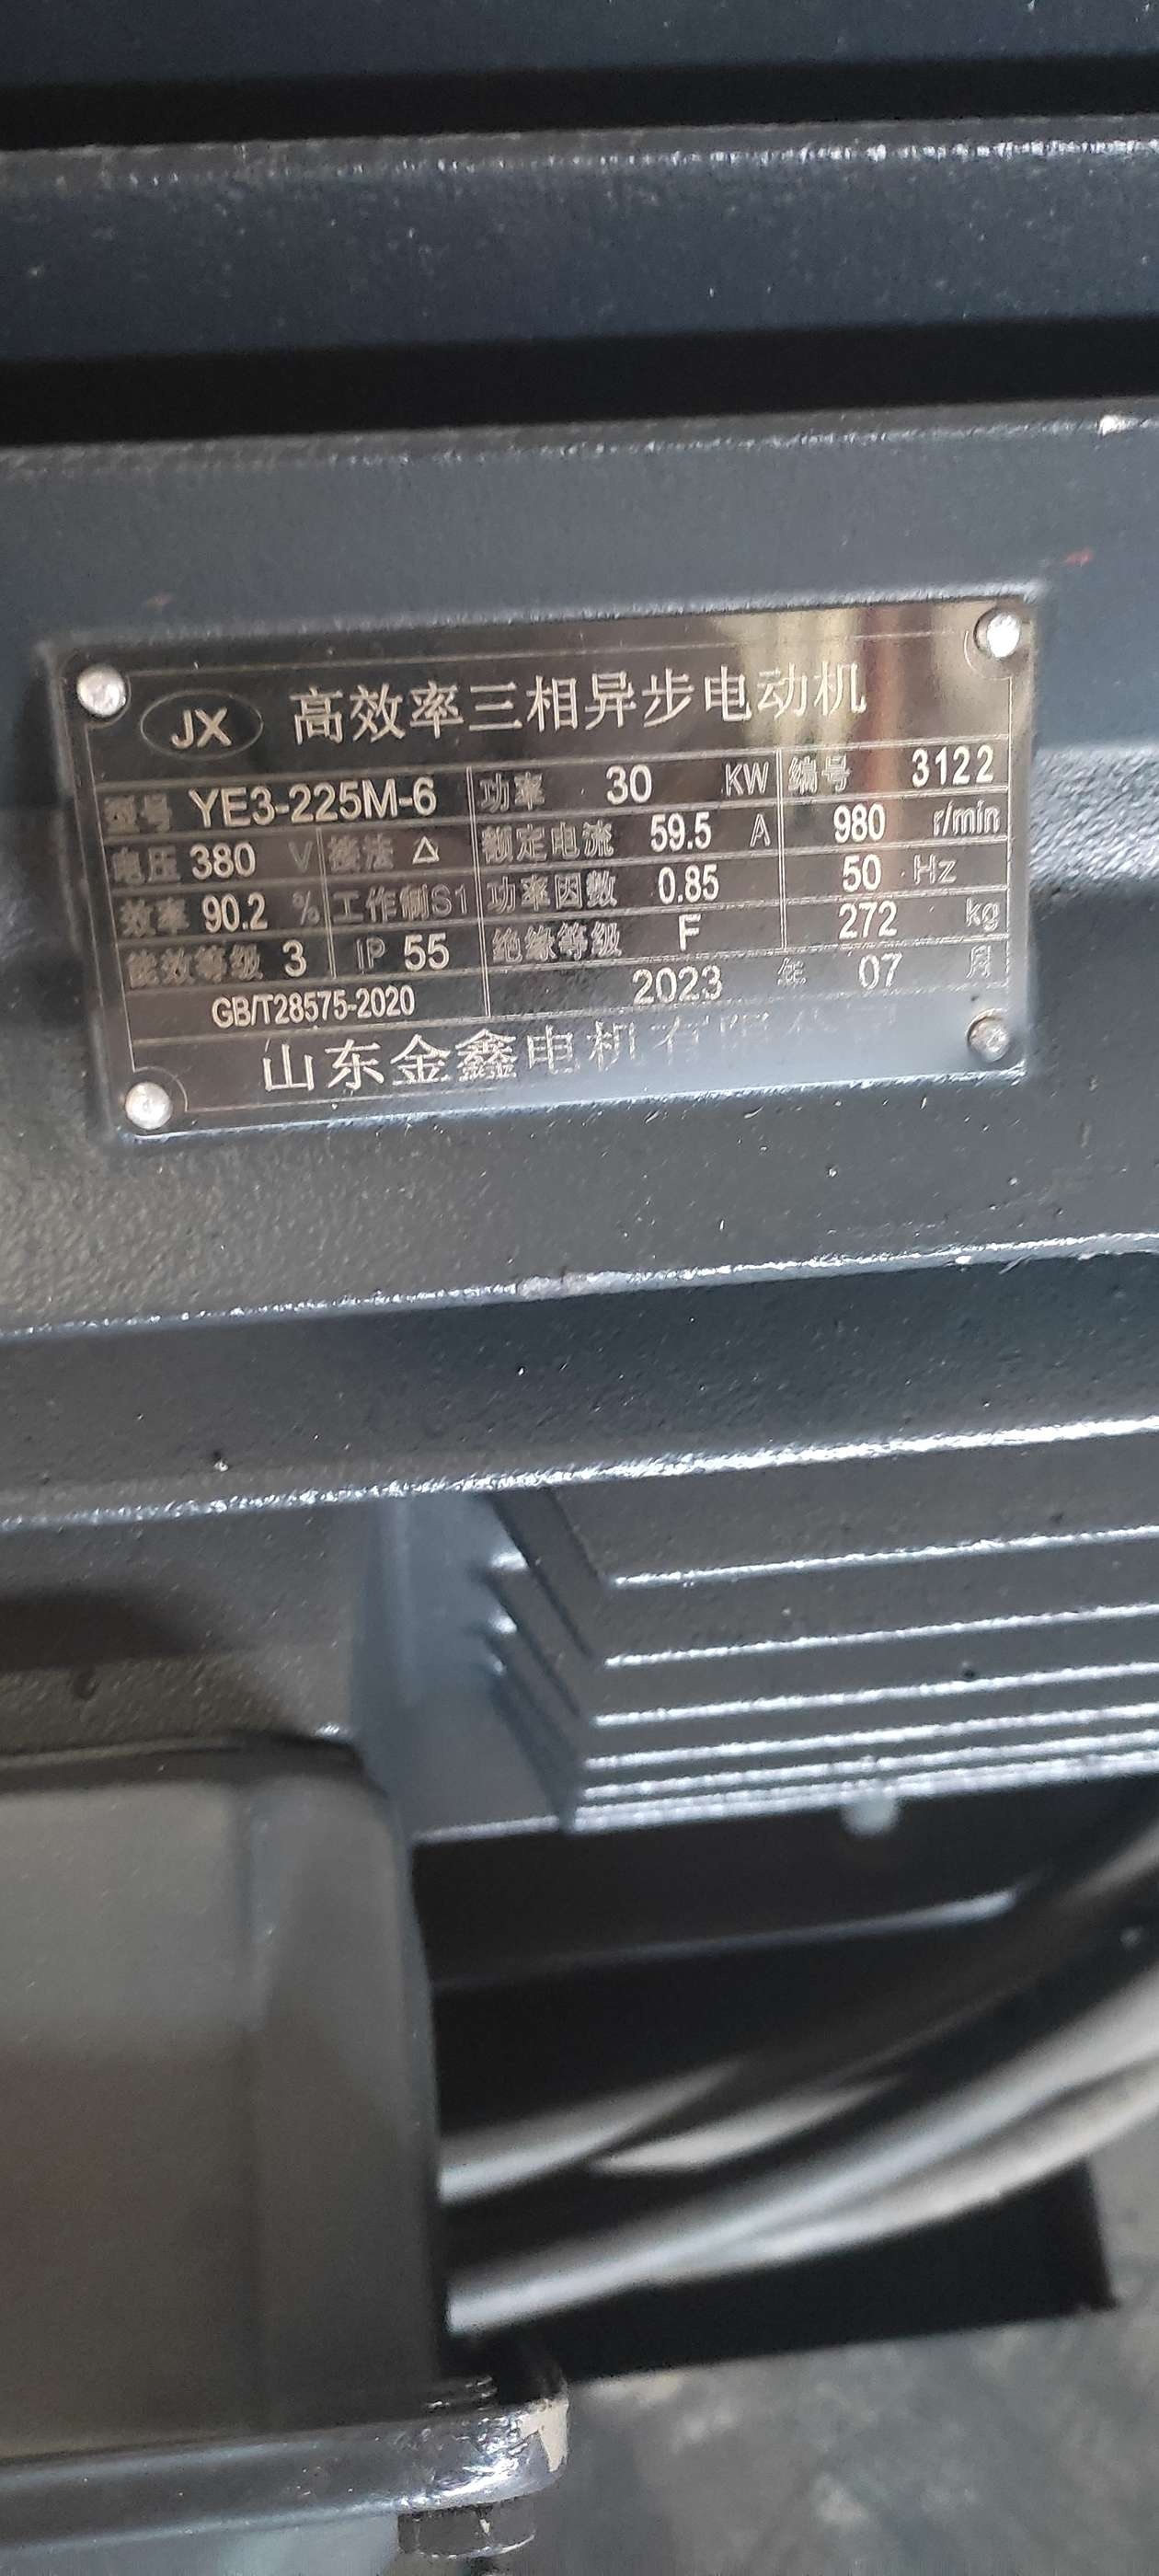 JX 高效率三相异步电动机
型号 YE3-225M-6 功率 30 KW 编号 3122
电压 380 V 接法 △ 额定电流 59.5 A 980 r/min
效率 90.2 % 工作制S1 功率因数 0.85 50 Hz
能效等级 3 IP 55 绝缘等级 F 272 kg
GB/T28575-2020 2023 年 07 月
山东金鑫电机有限公司